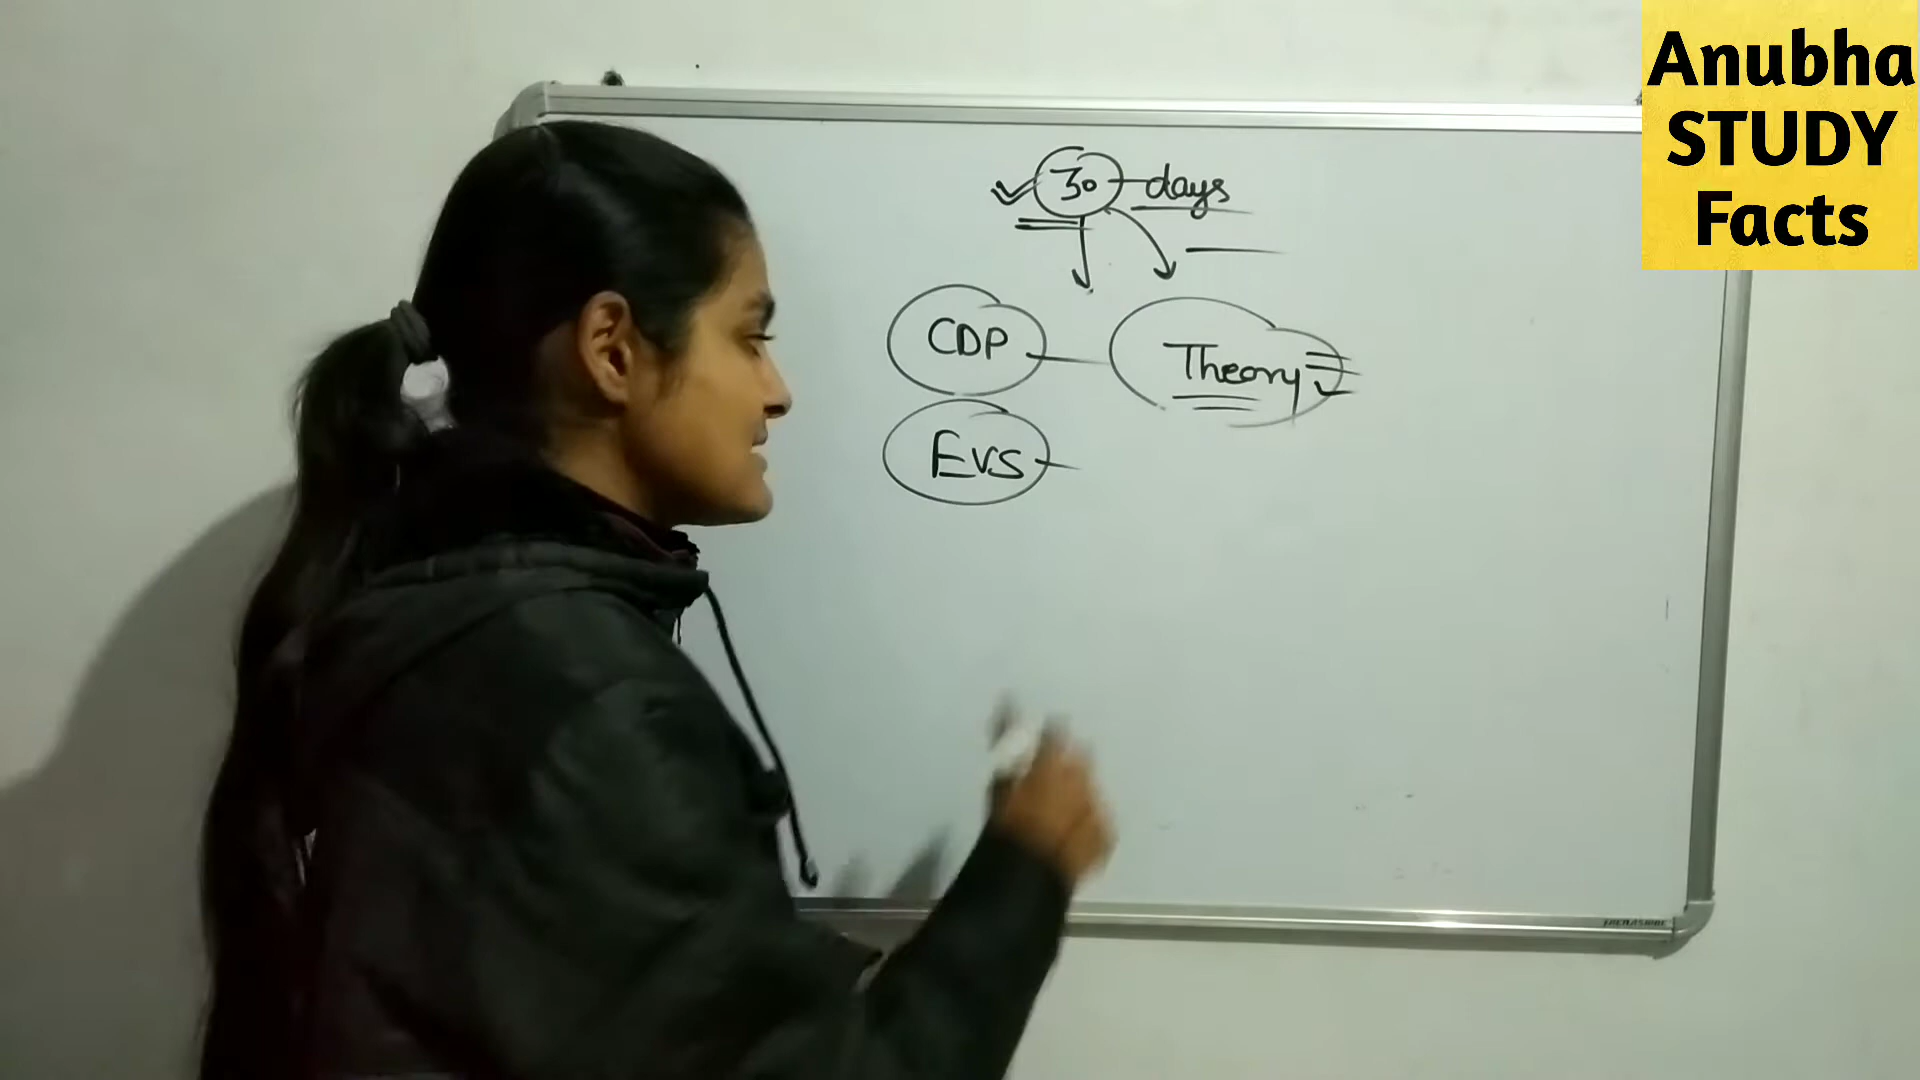 Anubha
STUDY
Facts
30 days
CDP Theory
EVS